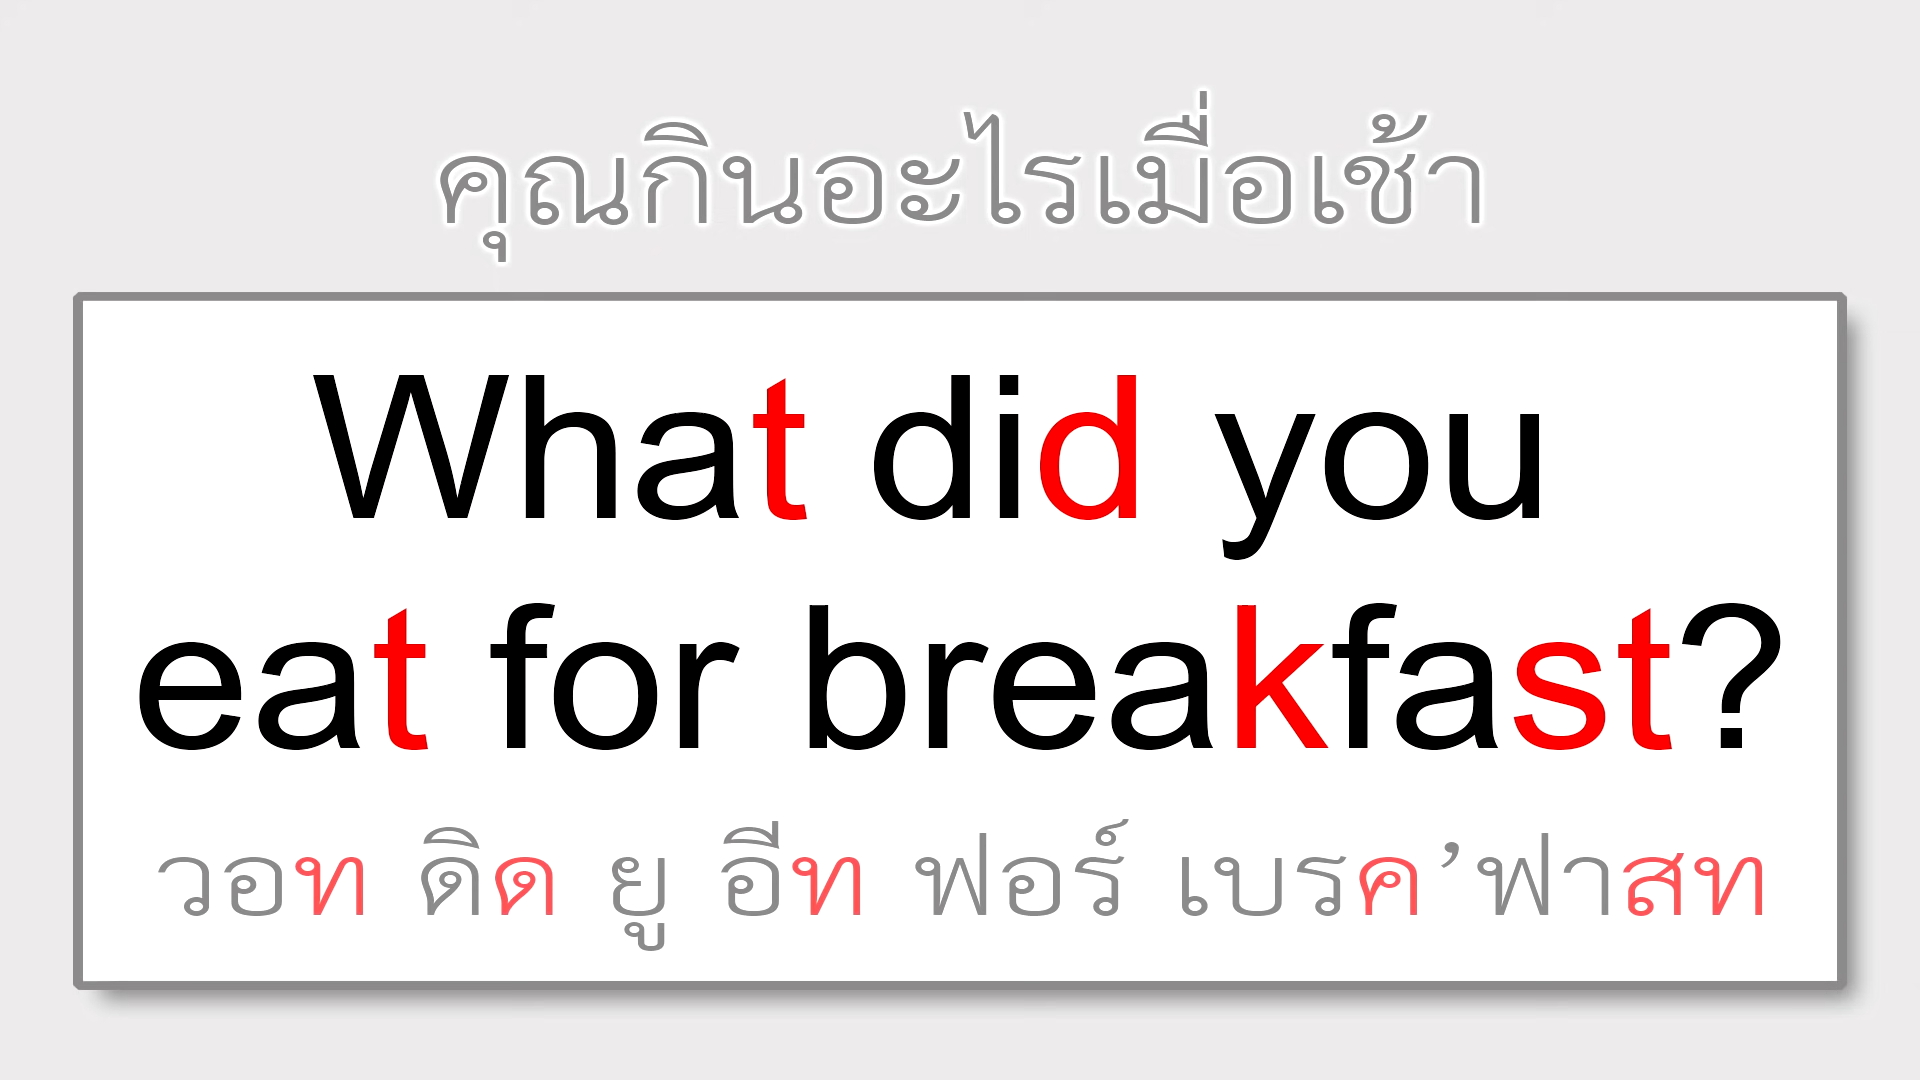 คุณกินอะไรเมื่อเช้า
What did you
eat for breakfast?
วอท ดิด ยู อีท ฟอร์ เบรค’ฟาสท